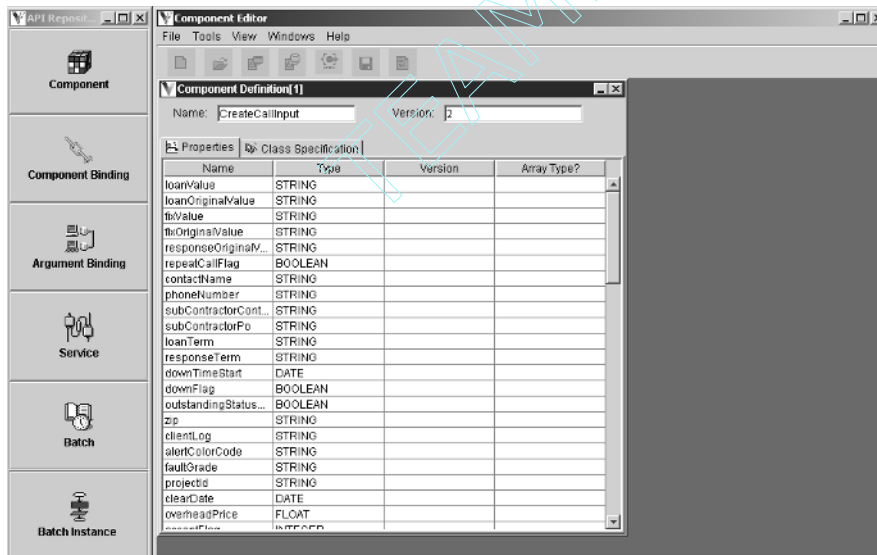 API Reposit...
Component
Component Binding
Argument Binding
Service
Batch
Batch Instance
Component Editor
File Tools View Windows Help
Component Definition[1]
Name: CreateCallInput Version: 2
Properties Class Specification
Name Type Version Array Type?
loanValue STRING
loanOriginalValue STRING
fixValue STRING
fixOriginalValue STRING
responseOriginalV... STRING
repeatCallFlag BOOLEAN
contactName STRING
phoneNumber STRING
subContractorCont... STRING
subContractorPo STRING
loanTerm STRING
responseTerm STRING
downTimeStart DATE
downFlag BOOLEAN
outstandingStatus... BOOLEAN
zip STRING
clientLog STRING
alertColorCode STRING
faultGrade STRING
projectId STRING
clearDate DATE
overheadPrice FLOAT
INTEGER
TEAM